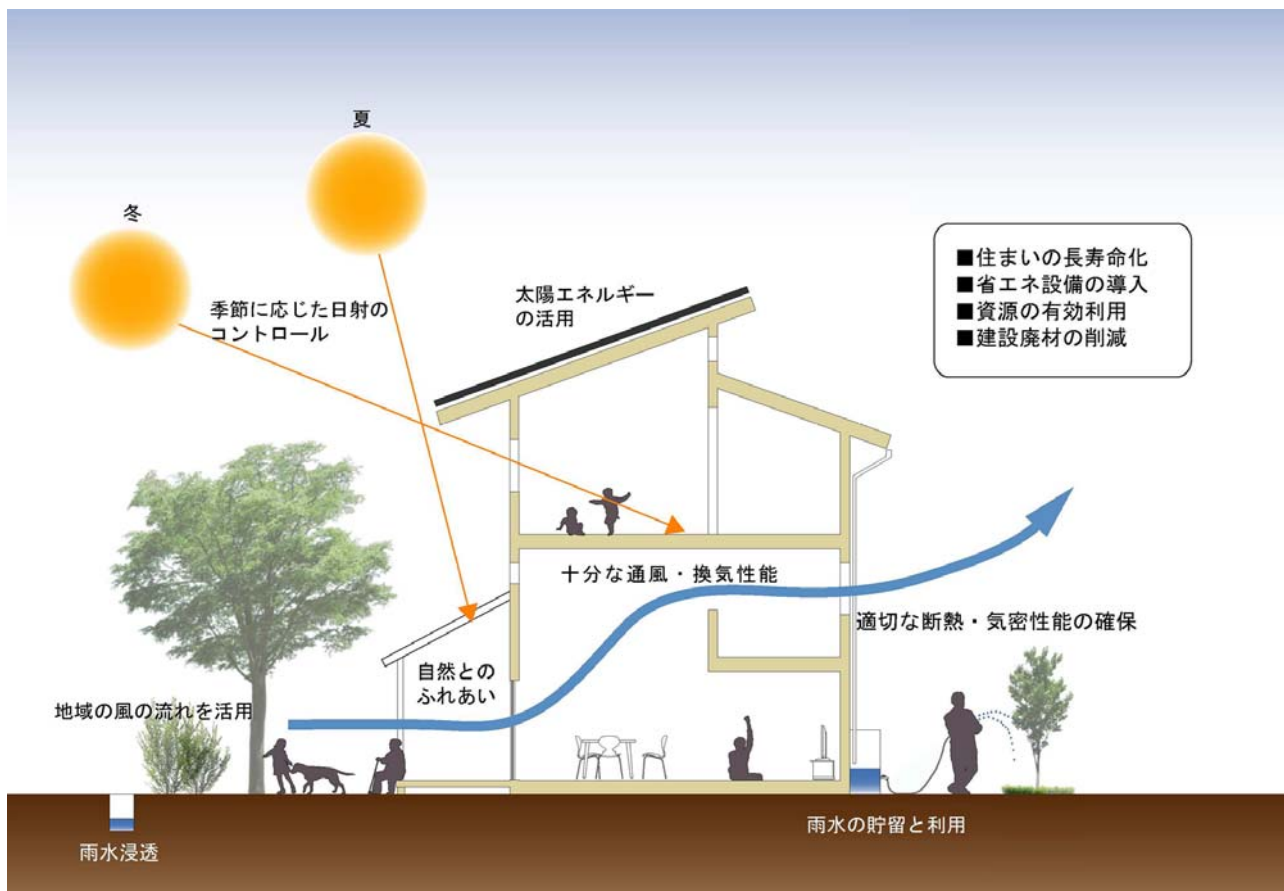 夏
冬
季節に応じた日射の
コントロール
太陽エネルギー
の活用
■住まいの長寿命化
■省エネ設備の導入
■資源の有効利用
■建設廃材の削減
十分な通風・換気性能
適切な断熱・気密性能の確保
自然との
ふれあい
地域の風の流れを活用
雨水の貯留と利用
雨水浸透